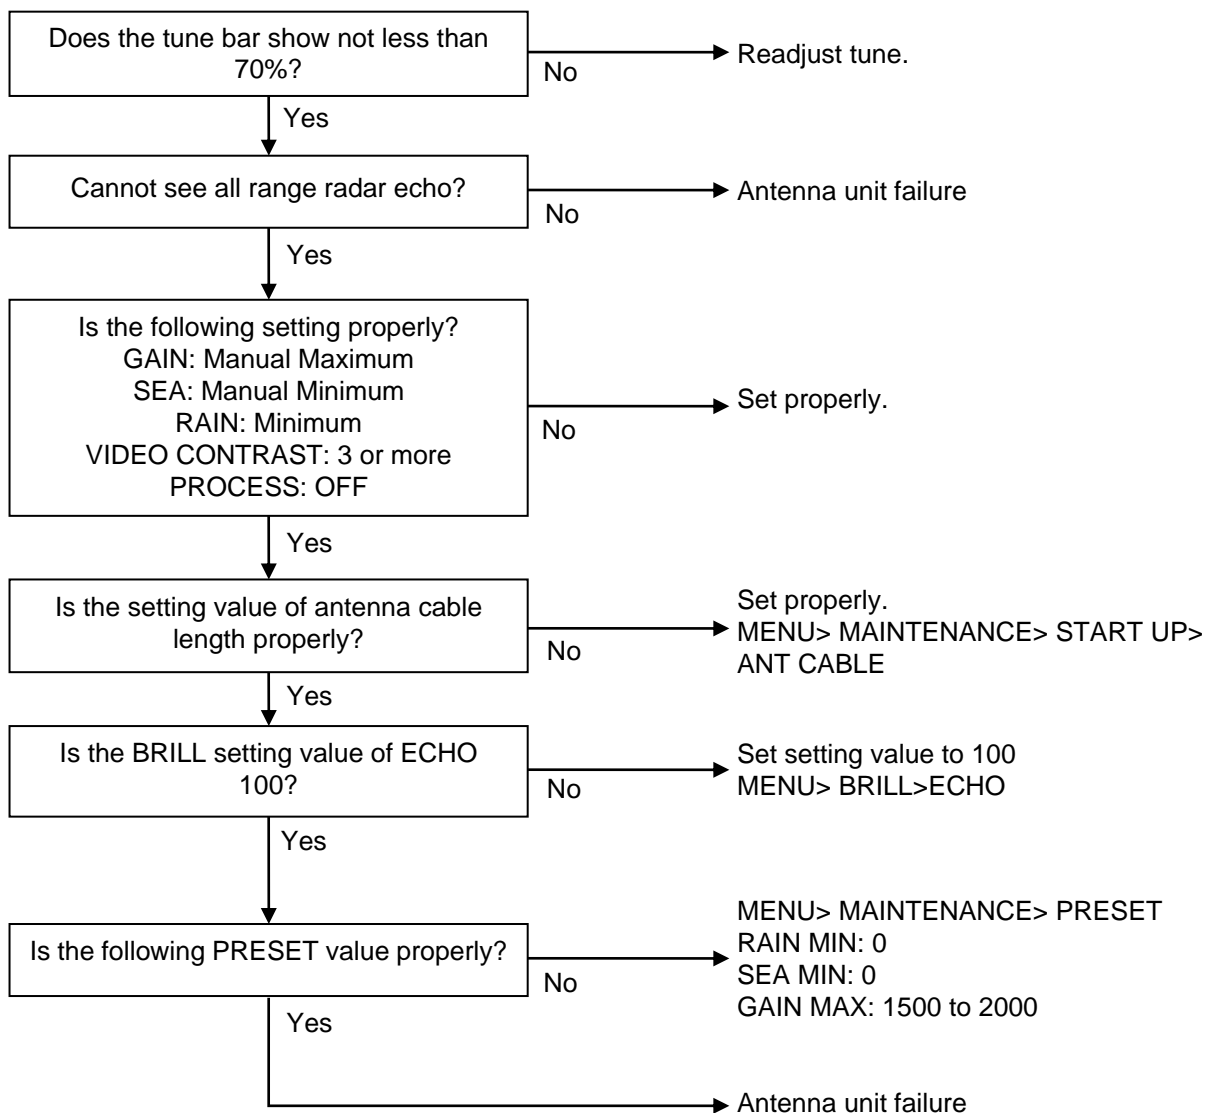 Does the tune bar show not less than
70%?
No
Readjust tune.
Yes
Cannot see all range radar echo?
No
Antenna unit failure
Yes
Is the following setting properly?
GAIN: Manual Maximum
SEA: Manual Minimum
RAIN: Minimum
VIDEO CONTRAST: 3 or more
PROCESS: OFF
No
Set properly.
Yes
Is the setting value of antenna cable
length properly?
No
Set properly.
MENU> MAINTENANCE> START UP>
ANT CABLE
Yes
Is the BRILL setting value of ECHO
100?
No
Set setting value to 100
MENU> BRILL>ECHO
Yes
Is the following PRESET value properly?
No
MENU> MAINTENANCE> PRESET
RAIN MIN: 0
SEA MIN: 0
GAIN MAX: 1500 to 2000
Yes
Antenna unit failure